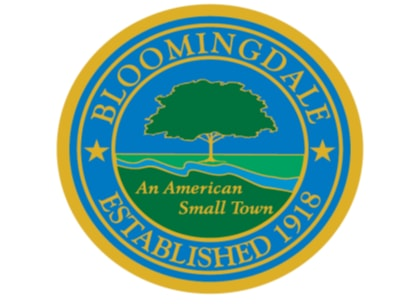 BLOOMINGDALE
An American
Small Town
ESTABLISHED 1918